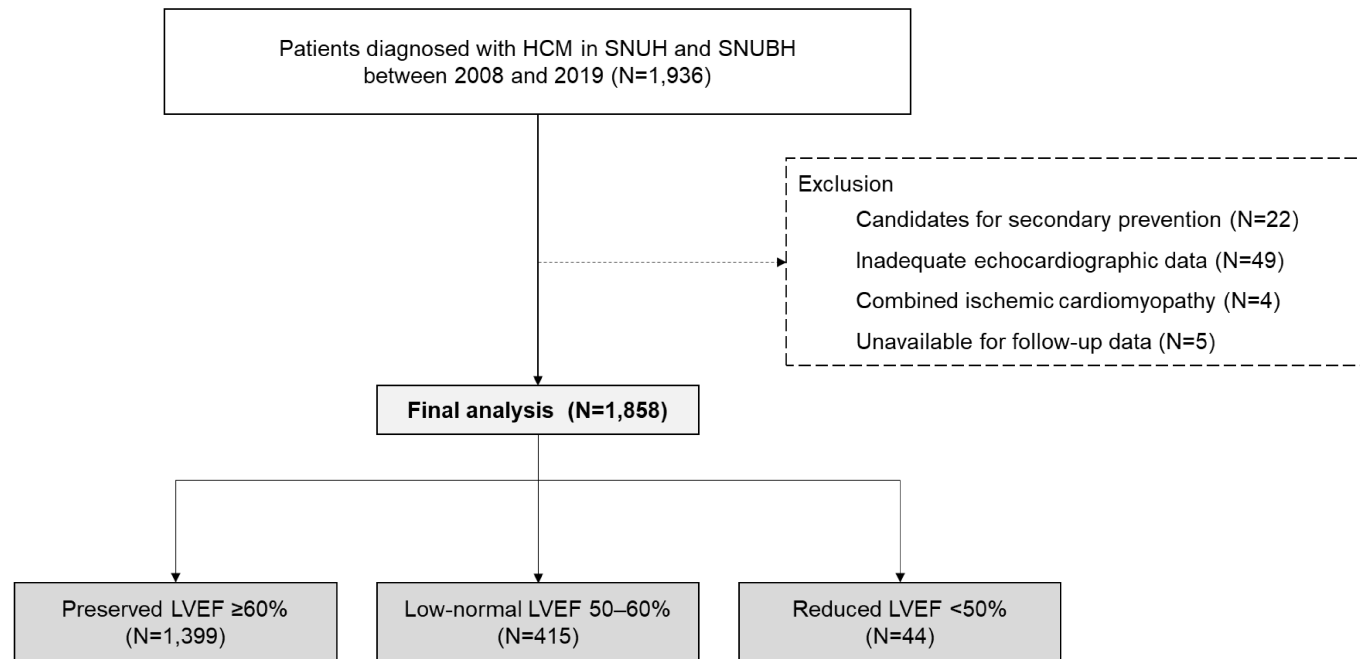 Patients diagnosed with HCM in SNUH and SNUBH
between 2008 and 2019 (N=1,936)
Exclusion
Candidates for secondary prevention (N=22)
Inadequate echocardiographic data (N=49)
Combined ischemic cardiomyopathy (N=4)
Unavailable for follow-up data (N=5)
Final analysis (N=1,858)
Preserved LVEF ≥60%
(N=1,399)
Low-normal LVEF 50–60%
(N=415)
Reduced LVEF <50%
(N=44)